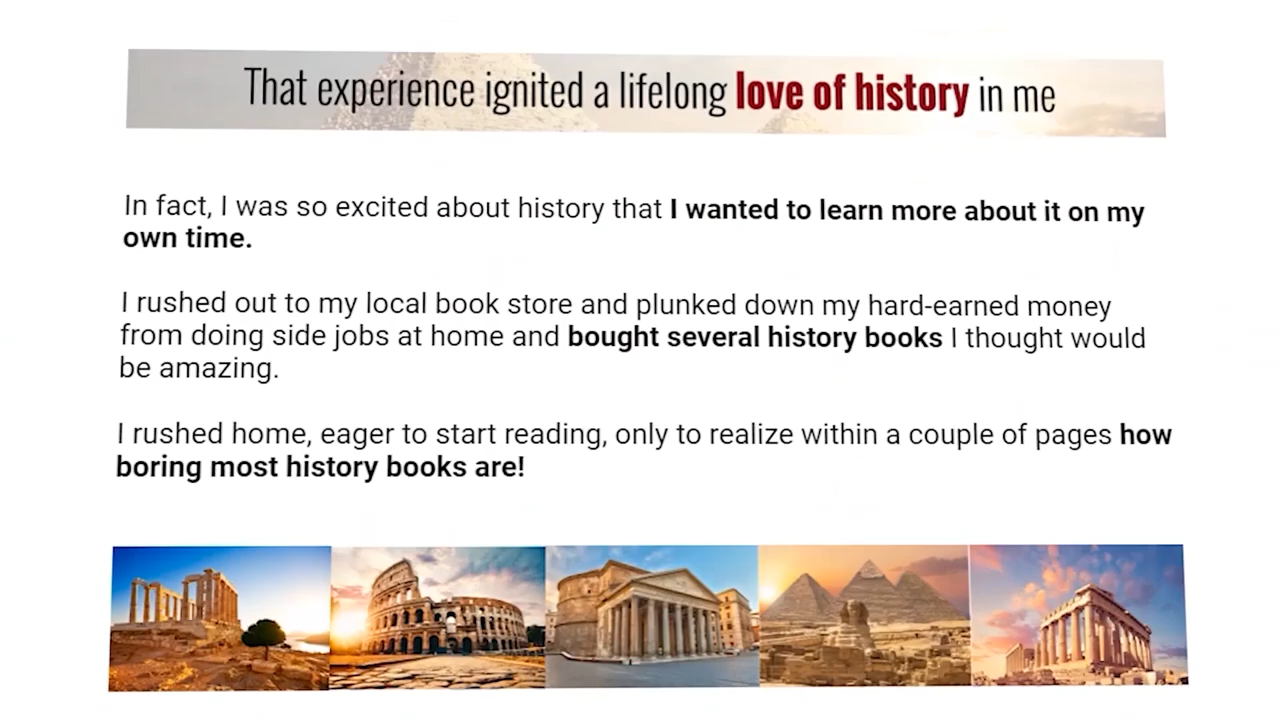 That experience ignited a lifelong love of history in me
In fact, I was so excited about history that I wanted to learn more about it on my
own time.
I rushed out to my local book store and plunked down my hard-earned money
from doing side jobs at home and bought several history books I thought would
be amazing.
I rushed home, eager to start reading, only to realize within a couple of pages how
boring most history books are!